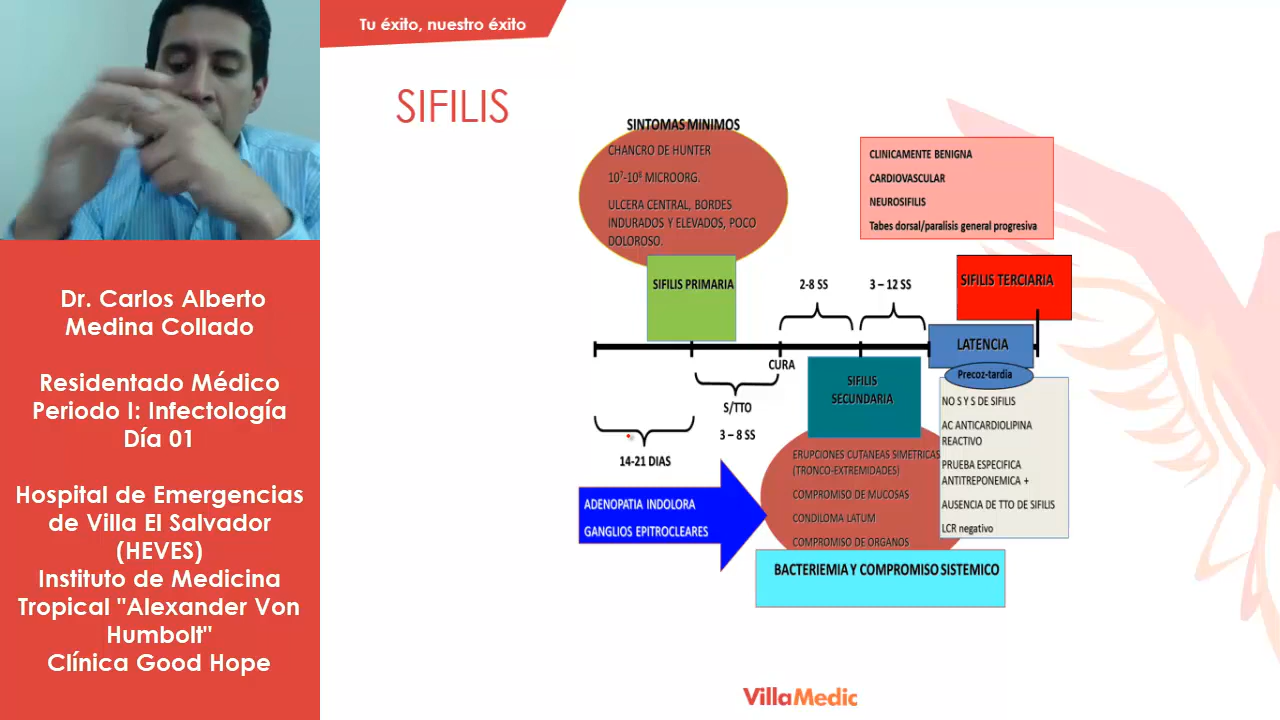 Tu éxito, nuestro éxito
SIFILIS
SINTOMAS MINIMOS
CHANCRO DE HUNTER
10⁷-10⁸ MICROORG.
ULCERA CENTRAL, BORDES
INDURADOS Y ELEVADOS, POCO
DOLOROSO.
CLINICAMENTE BENIGNA
CARDIOVASCULAR
NEUROSIFILIS
Tabes dorsal/paralisis general progresiva
SIFILIS PRIMARIA
2-8 SS
3 – 12 SS
SIFILIS TERCIARIA
LATENCIA
Precoz-tardia
CURA
SIFILIS
SECUNDARIA
S/TTO
3 – 8 SS
14-21 DIAS
NO S Y S DE SIFILIS
AC ANTICARDIOLIPINA
REACTIVO
PRUEBA ESPECIFICA
ANTITREPONEMICA +
AUSENCIA DE TTO DE SIFILIS
LCR negativo
ERUPCIONES CUTANEAS SIMETRICAS
(TRONCO-EXTREMIDADES)
COMPROMISO DE MUCOSAS
CONDILOMA LATUM
COMPROMISO DE ORGANOS
ADENOPATIA INDOLORA
GANGLIOS EPITROCLEARES
BACTERIEMIA Y COMPROMISO SISTEMICO
Dr. Carlos Alberto
Medina Collado
Residentado Médico
Periodo I: Infectología
Día 01
Hospital de Emergencias
de Villa El Salvador
(HEVES)
Instituto de Medicina
Tropical "Alexander Von
Humbolt"
Clínica Good Hope
VillaMedic